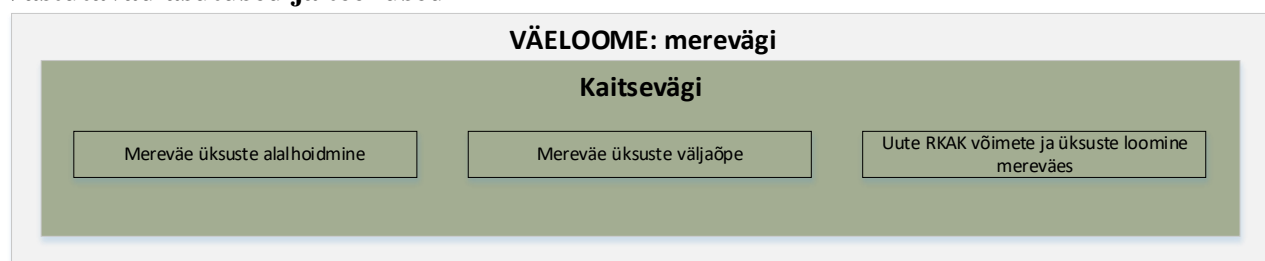 VÄELOOME: merevägi
Kaitsevägi
Mereväe üksuste alalhoidmine
Mereväe üksuste väljaõpe
Uute RKAK võimete ja üksuste loomine
mereväes